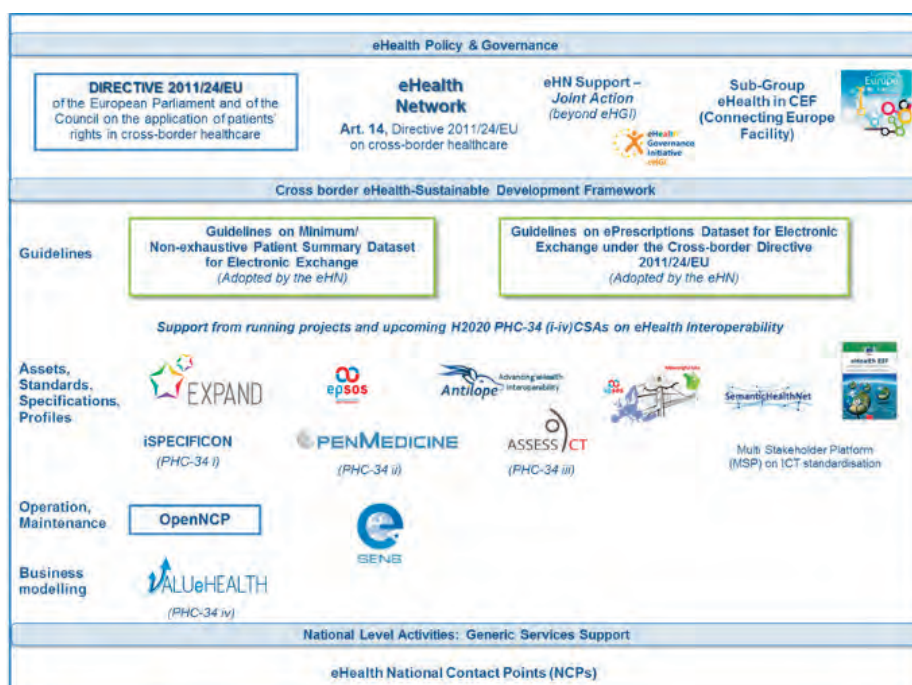 eHealth Policy & Governance
DIRECTIVE 2011/24/EU
of the European Parliament and of the
Council on the application of patients'
rights in cross-border healthcare
eHealth
Network
Art. 14, Directive 2011/24/EU
on cross-border healthcare
eHN Support –
Joint Action
(beyond eHGI)
eHealth
Governance
Initiative
eHGI
Sub-Group
eHealth in CEF
(Connecting Europe
Facility)
Europe
Cross border eHealth-Sustainable Development Framework
Guidelines
Guidelines on Minimum/
Non-exhaustive Patient Summary Dataset
for Electronic Exchange
(Adopted by the eHN)
Guidelines on ePrescriptions Dataset for Electronic
Exchange under the Cross-border Directive
2011/24/EU
(Adopted by the eHN)
Support from running projects and upcoming H2020 PHC-34 (i-iv)CSAs on eHealth Interoperability
Assets,
Standards,
Specifications,
Profiles
EXPAND
epsos
Antilope
Advancing eHealth
Interoperability
epsos
SemanticHealthNet
eHealth EIF
iSPECIFICON
(PHC-34 i)
OPENMEDICINE
(PHC-34 ii)
ASSESS CT
(PHC-34 iii)
Multi Stakeholder Platform
(MSP) on ICT standardisation
Operation,
Maintenance
OpenNCP
e
SENS
Business
modelling
VALUeHEALTH
(PHC-34 iv)
National Level Activities: Generic Services Support
eHealth National Contact Points (NCPs)